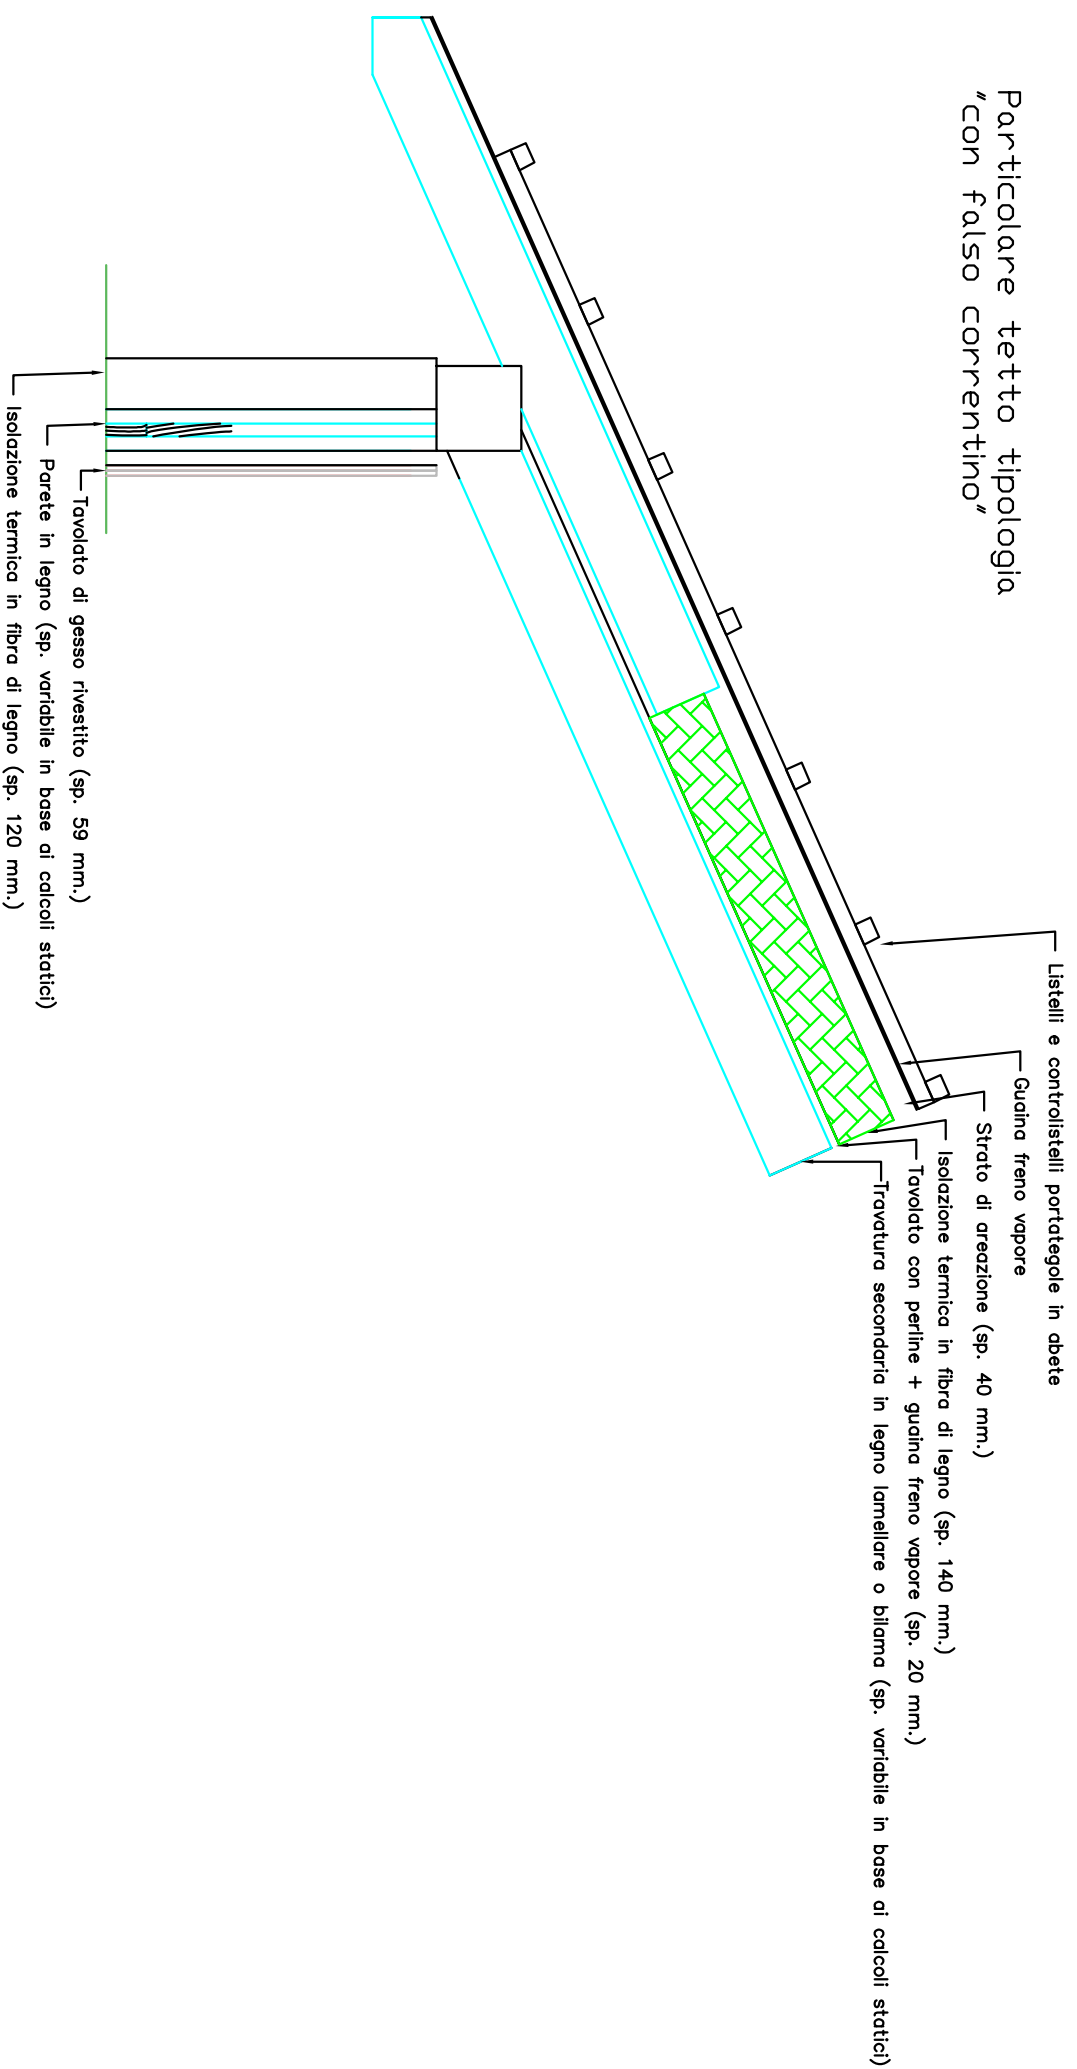 Particolare tetto tipologia
"con falso correntino"
Listelli e controlistelli portategole in abete
Guaina freno vapore
Strato di areazione (sp. 40 mm.)
Isolazione termica in fibra di legno (sp. 140 mm.)
Tavolato con perline + guaina freno vapore (sp. 20 mm.)
Travatura secondaria in legno lamellare o bilama (sp. variabile in base ai calcoli statici)
Tavolato di gesso rivestito (sp. 59 mm.)
Parete in legno (sp. variabile in base ai calcoli statici)
Isolazione termica in fibra di legno (sp. 120 mm.)